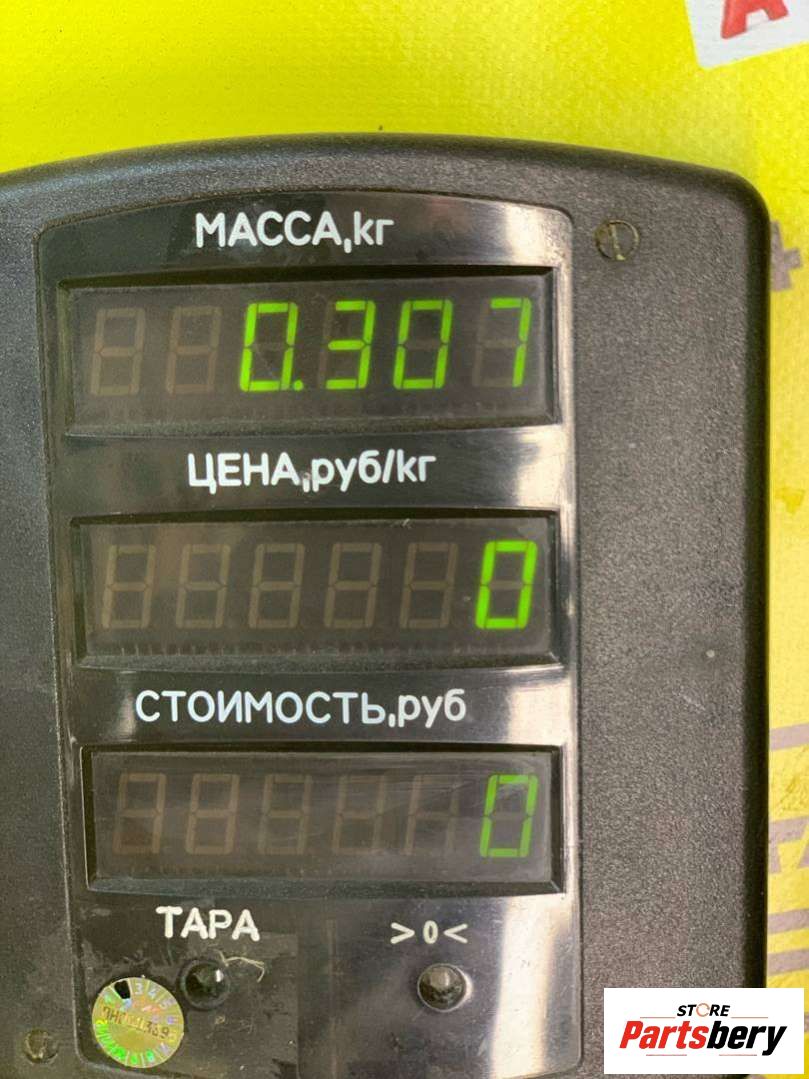 МАССА,кг
0.307
ЦЕНА,руб/кг
0
СТОИМОСТЬ,руб
0
ТАРА
>0<
STORE
Partsbery